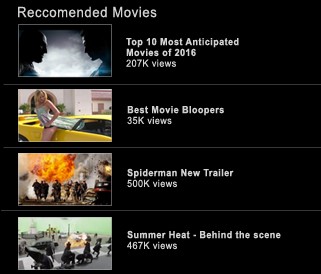 Reccomended Movies
Top 10 Most Anticipated
Movies of 2016
207K views
Best Movie Bloopers
35K views
Spiderman New Trailer
500K views
Summer Heat - Behind the scene
467K views